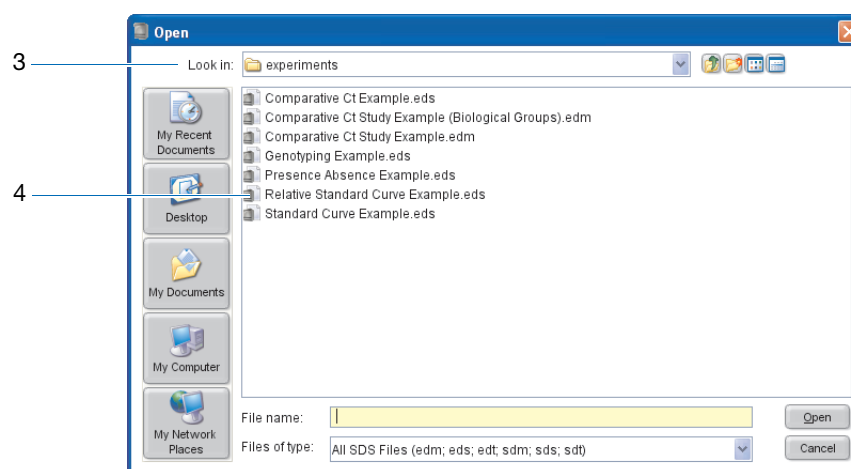 Open
3
Look in: experiments
My Recent
Documents
Desktop
My Documents
My Computer
My Network
Places
Comparative Ct Example.eds
Comparative Ct Study Example (Biological Groups).edm
Comparative Ct Study Example.edm
Genotyping Example.eds
Presence Absence Example.eds
4
Relative Standard Curve Example.eds
Standard Curve Example.eds
File name:
Open
Files of type: All SDS Files (edm; eds; edt; sdm; sds; sdt)
Cancel